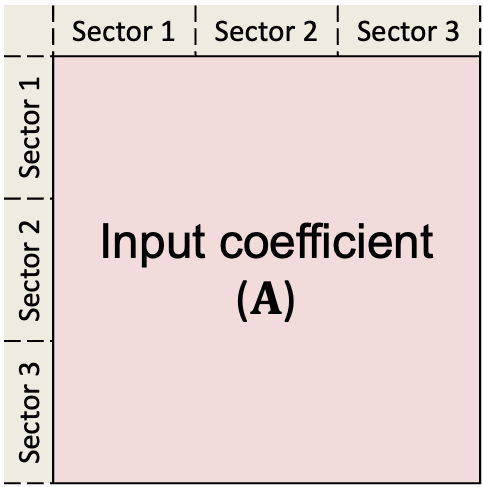 Sector 1 Sector 2 Sector 3
Sector 1
Sector 2
Sector 3
Input coefficient
(A)